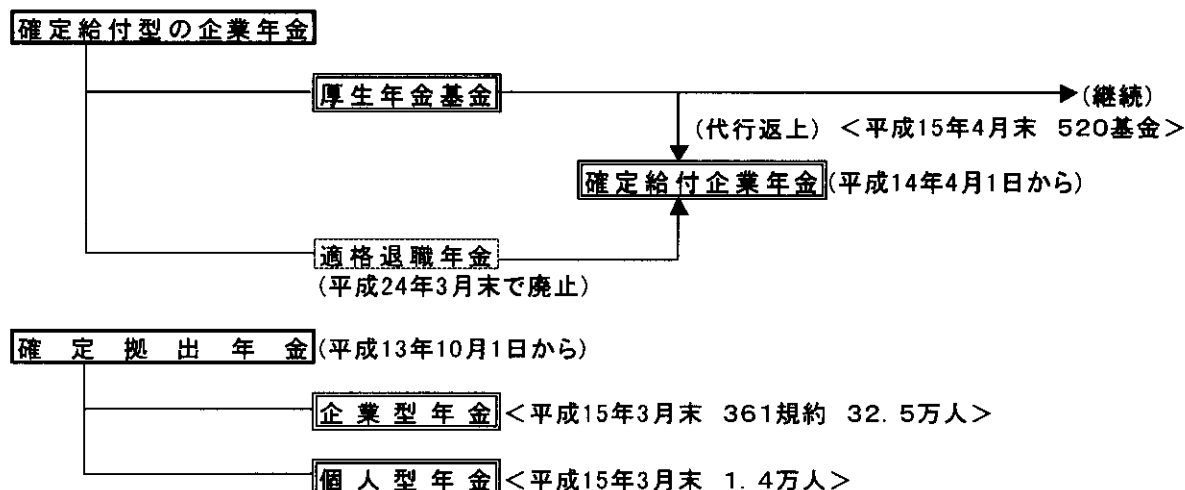 確定給付型の企業年金
厚生年金基金
(継続)
(代行返上) <平成15年4月末 520基金>
確定給付企業年金(平成14年4月1日から)
適格退職年金
(平成24年3月末で廃止)
確定拠出年金(平成13年10月1日から)
企業型年金<平成15年3月末 361規約 32.5万人>
個人型年金<平成15年3月末 1.4万人>